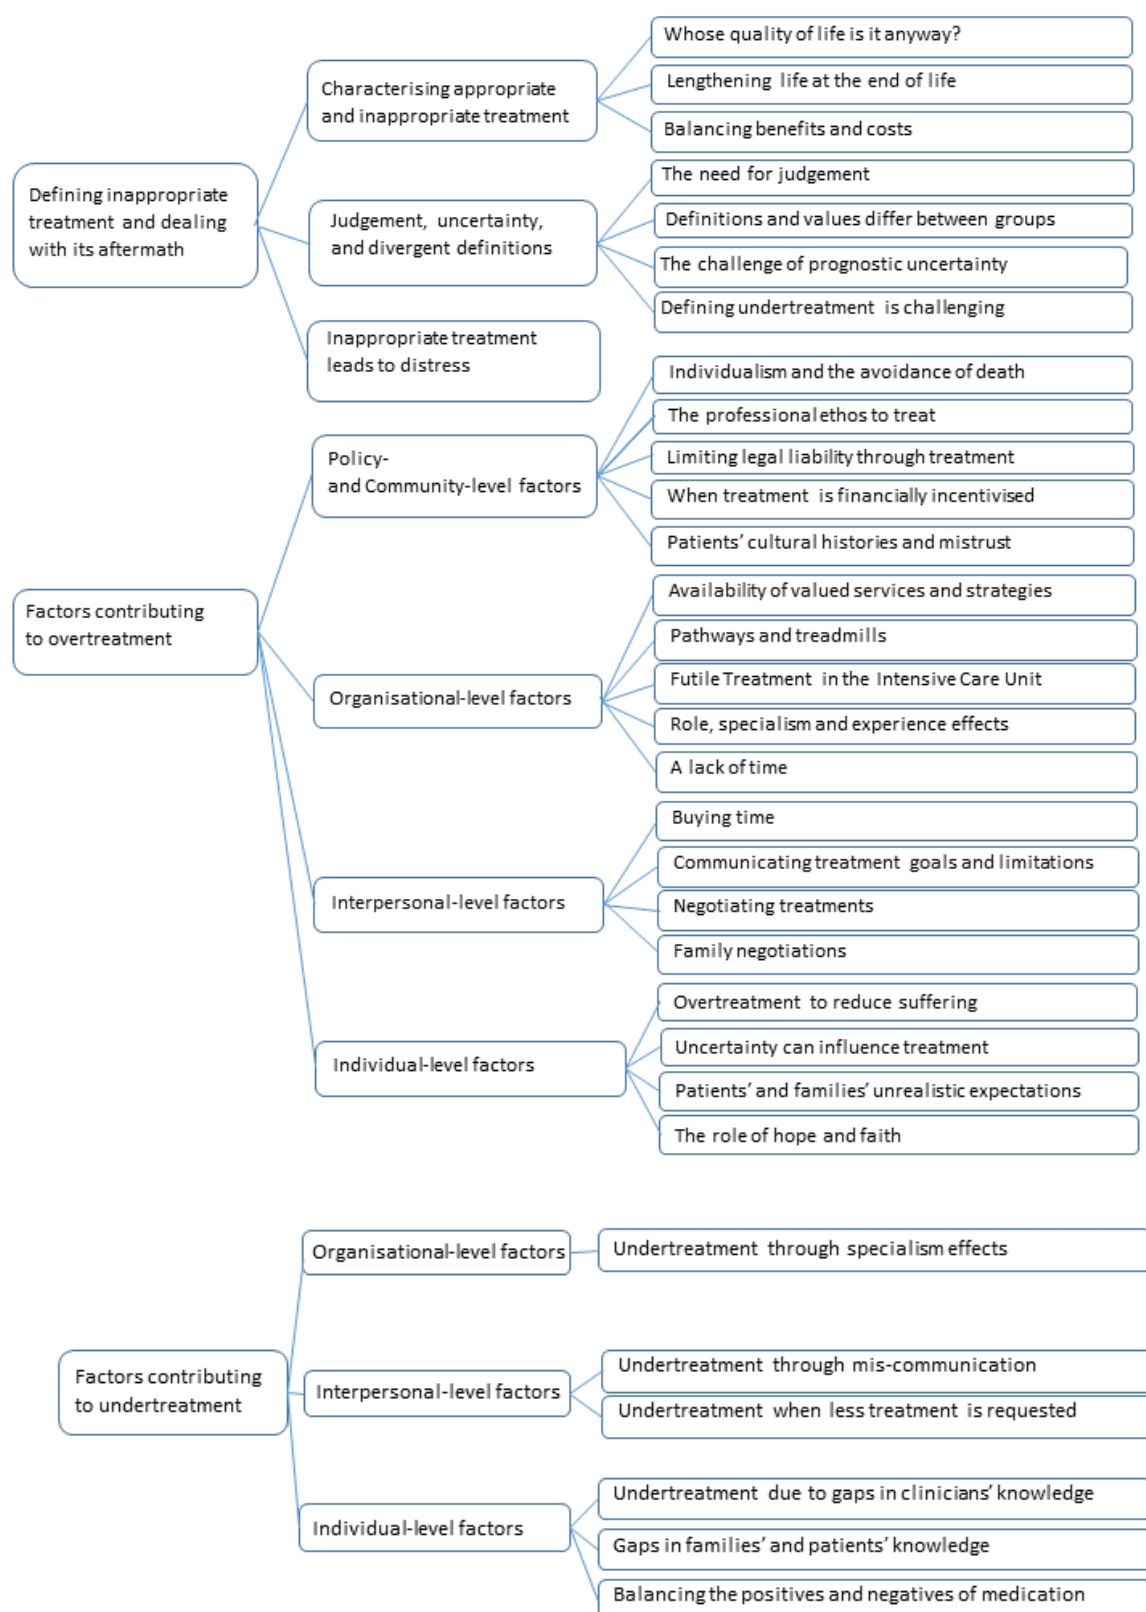 Defining inappropriate
treatment and dealing
with its aftermath
Characterising appropriate
and inappropriate treatment
Whose quality of life is it anyway?
Lengthening life at the end of life
Balancing benefits and costs
Judgement, uncertainty,
and divergent definitions
The need for judgement
Definitions and values differ between groups
The challenge of prognostic uncertainty
Defining undertreatment is challenging
Inappropriate treatment
leads to distress
Factors contributing
to overtreatment
Policy-
and Community-level factors
Individualism and the avoidance of death
The professional ethos to treat
Limiting legal liability through treatment
When treatment is financially incentivised
Patients’ cultural histories and mistrust
Organisational-level factors
Availability of valued services and strategies
Pathways and treadmills
Futile Treatment in the Intensive Care Unit
Role, specialism and experience effects
A lack of time
Interpersonal-level factors
Buying time
Communicating treatment goals and limitations
Negotiating treatments
Family negotiations
Individual-level factors
Overtreatment to reduce suffering
Uncertainty can influence treatment
Patients’ and families’ unrealistic expectations
The role of hope and faith
Factors contributing
to undertreatment
Organisational-level factors
Undertreatment through specialism effects
Interpersonal-level factors
Undertreatment through mis-communication
Undertreatment when less treatment is requested
Individual-level factors
Undertreatment due to gaps in clinicians’ knowledge
Gaps in families’ and patients’ knowledge
Balancing the positives and negatives of medication